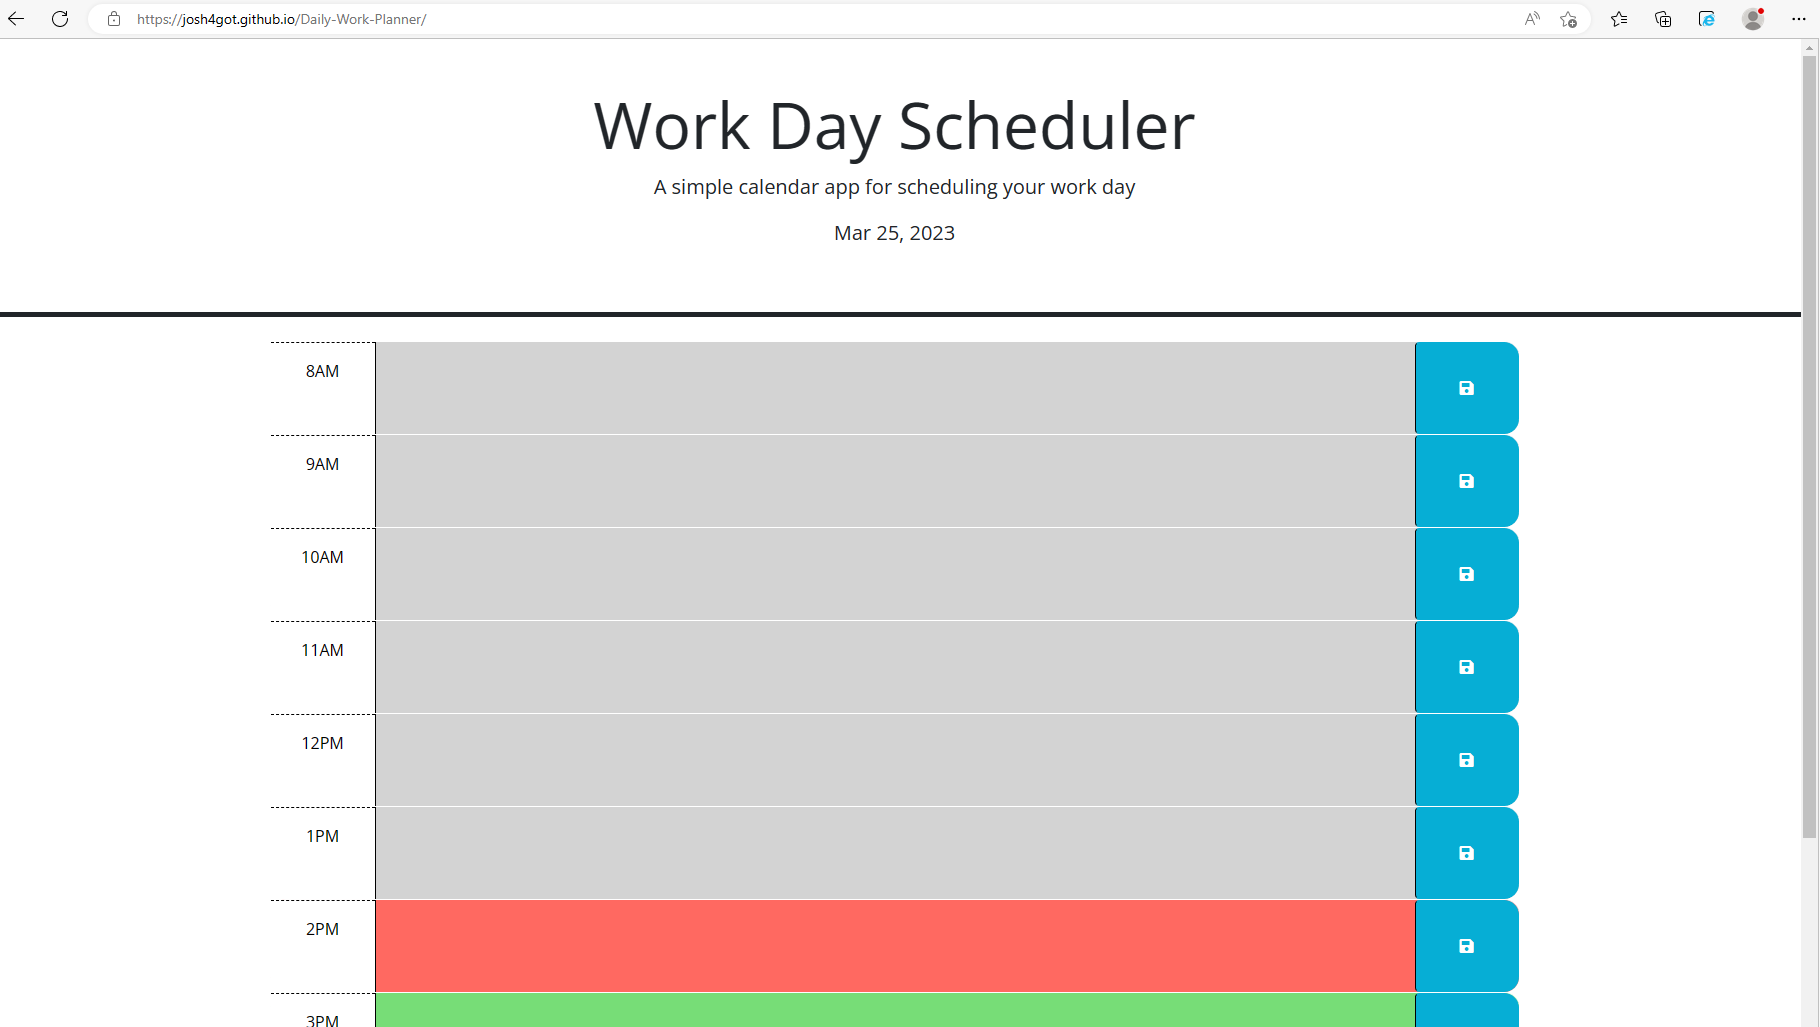 https://josh4got.github.io/Daily-Work-Planner/
Work Day Scheduler
A simple calendar app for scheduling your work day
Mar 25, 2023
8AM
9AM
10AM
11AM
12PM
1PM
2PM
3PM